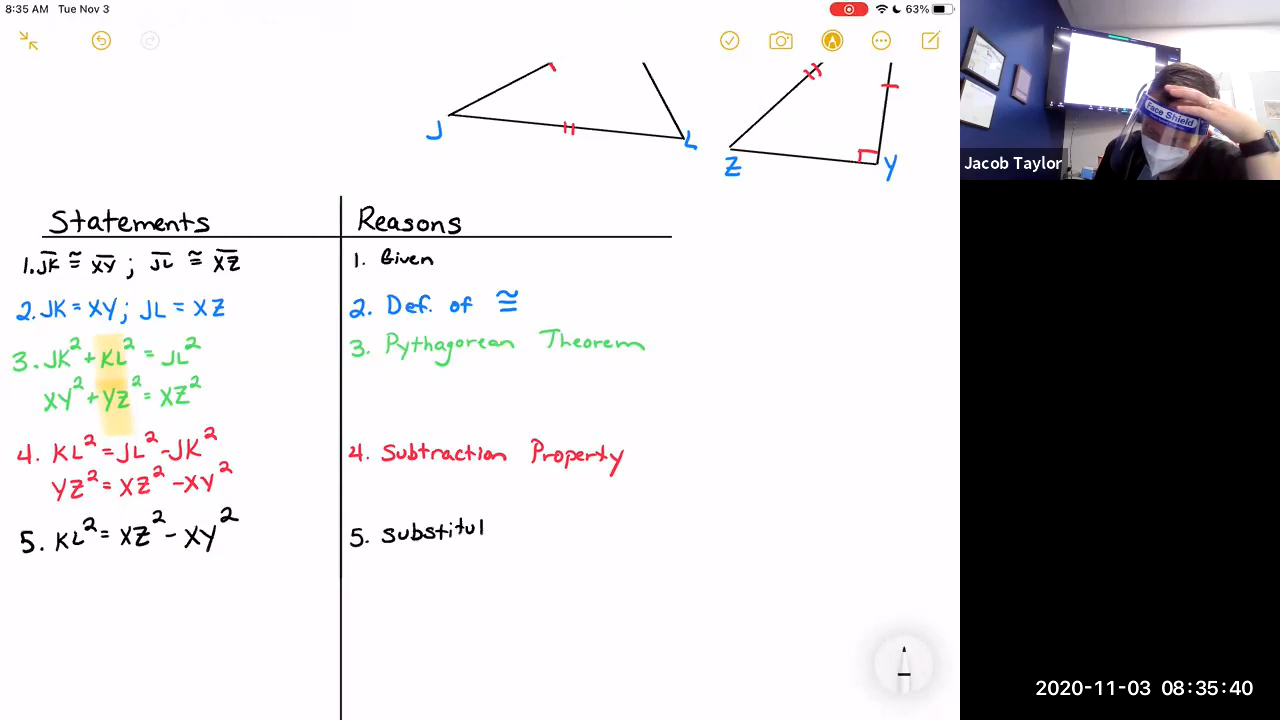 8:35 AM Tue Nov 3
63%
J
L
Z
Y
Face Shield
Jacob Taylor
Statements
Reasons
1. JK ≅ XY ; JL ≅ XZ
1. Given
2. JK = XY; JL = XZ
2. Def. of ≅
3. JK² + KL² = JL²
3. Pythagorean Theorem
XY² + YZ² = XZ²
4. KL² = JL² - JK²
4. Subtraction Property
YZ² = XZ² - XY²
5. KL² = XZ² - XY²
5. Substitut
2020-11-03 08:35:40